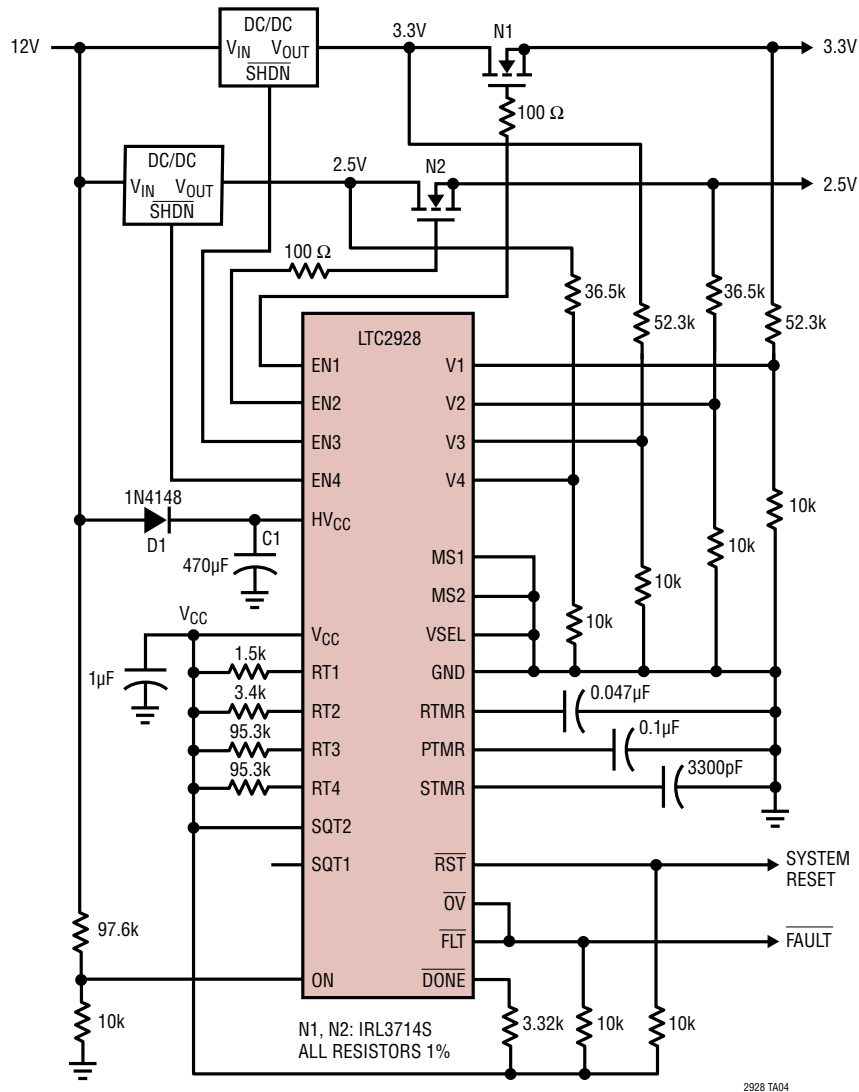 12V
DC/DC
VIN VOUT
SHDN
3.3V
N1
3.3V
100 Ω
DC/DC
VIN VOUT
SHDN
2.5V
N2
2.5V
100 Ω
36.5k
52.3k
36.5k
52.3k
LTC2928
EN1
V1
EN2
V2
EN3
V3
EN4
V4
1N4148
D1
HVCC
C1
470µF
10k
10k
10k
10k
MS1
MS2
VSEL
GND
VCC
VCC
1µF
1.5k
RT1
3.4k
RT2
95.3k
RT3
95.3k
RT4
RTMR
0.047µF
PTMR
0.1µF
STMR
3300pF
SQT2
SQT1
RST
SYSTEM
RESET
OV
FLT
FAULT
97.6k
ON
DONE
10k
3.32k
10k
10k
N1, N2: IRL3714S
ALL RESISTORS 1%
2928 TA04